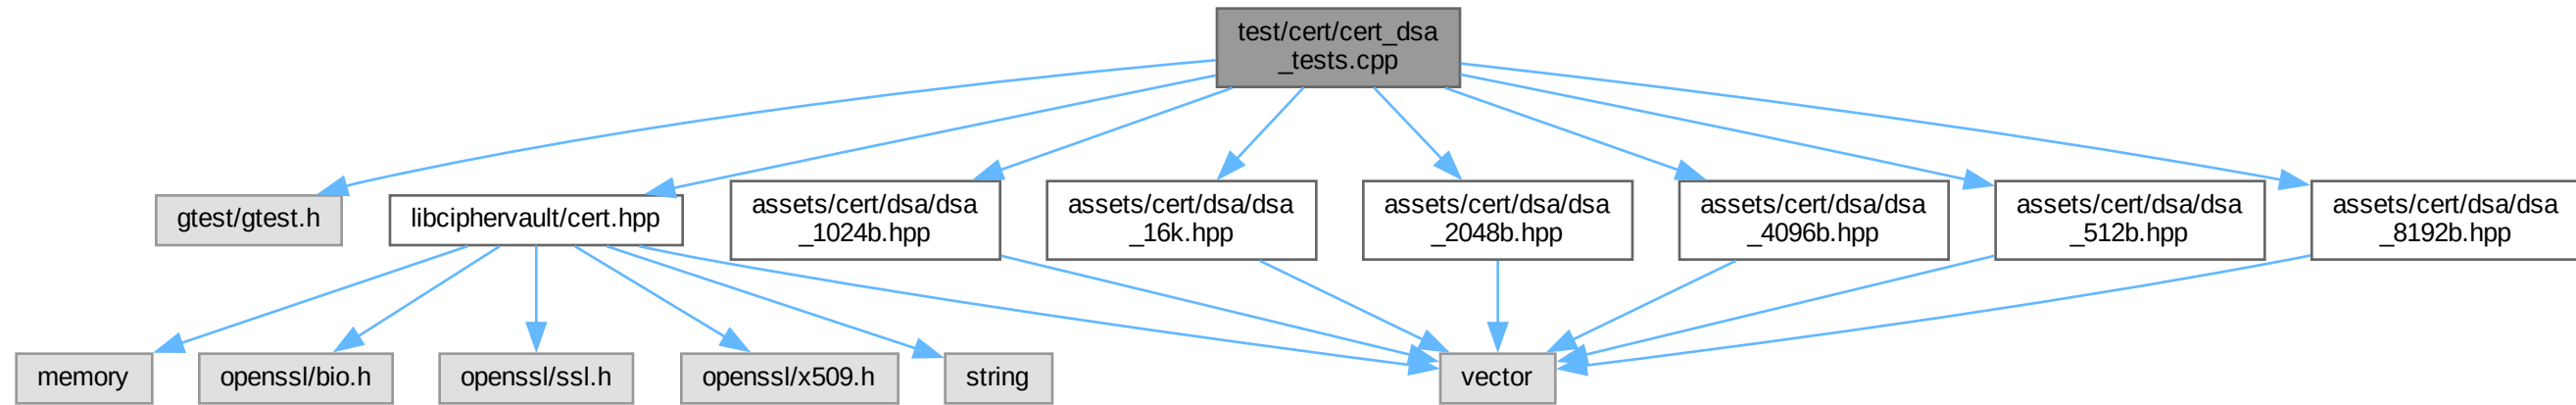 test/cert/cert_dsa
_tests.cpp
gtest/gtest.h
libciphervault/cert.hpp
assets/cert/dsa/dsa
_1024b.hpp
assets/cert/dsa/dsa
_16k.hpp
assets/cert/dsa/dsa
_2048b.hpp
assets/cert/dsa/dsa
_4096b.hpp
assets/cert/dsa/dsa
_512b.hpp
assets/cert/dsa/dsa
_8192b.hpp
memory
openssl/bio.h
openssl/ssl.h
openssl/x509.h
string
vector